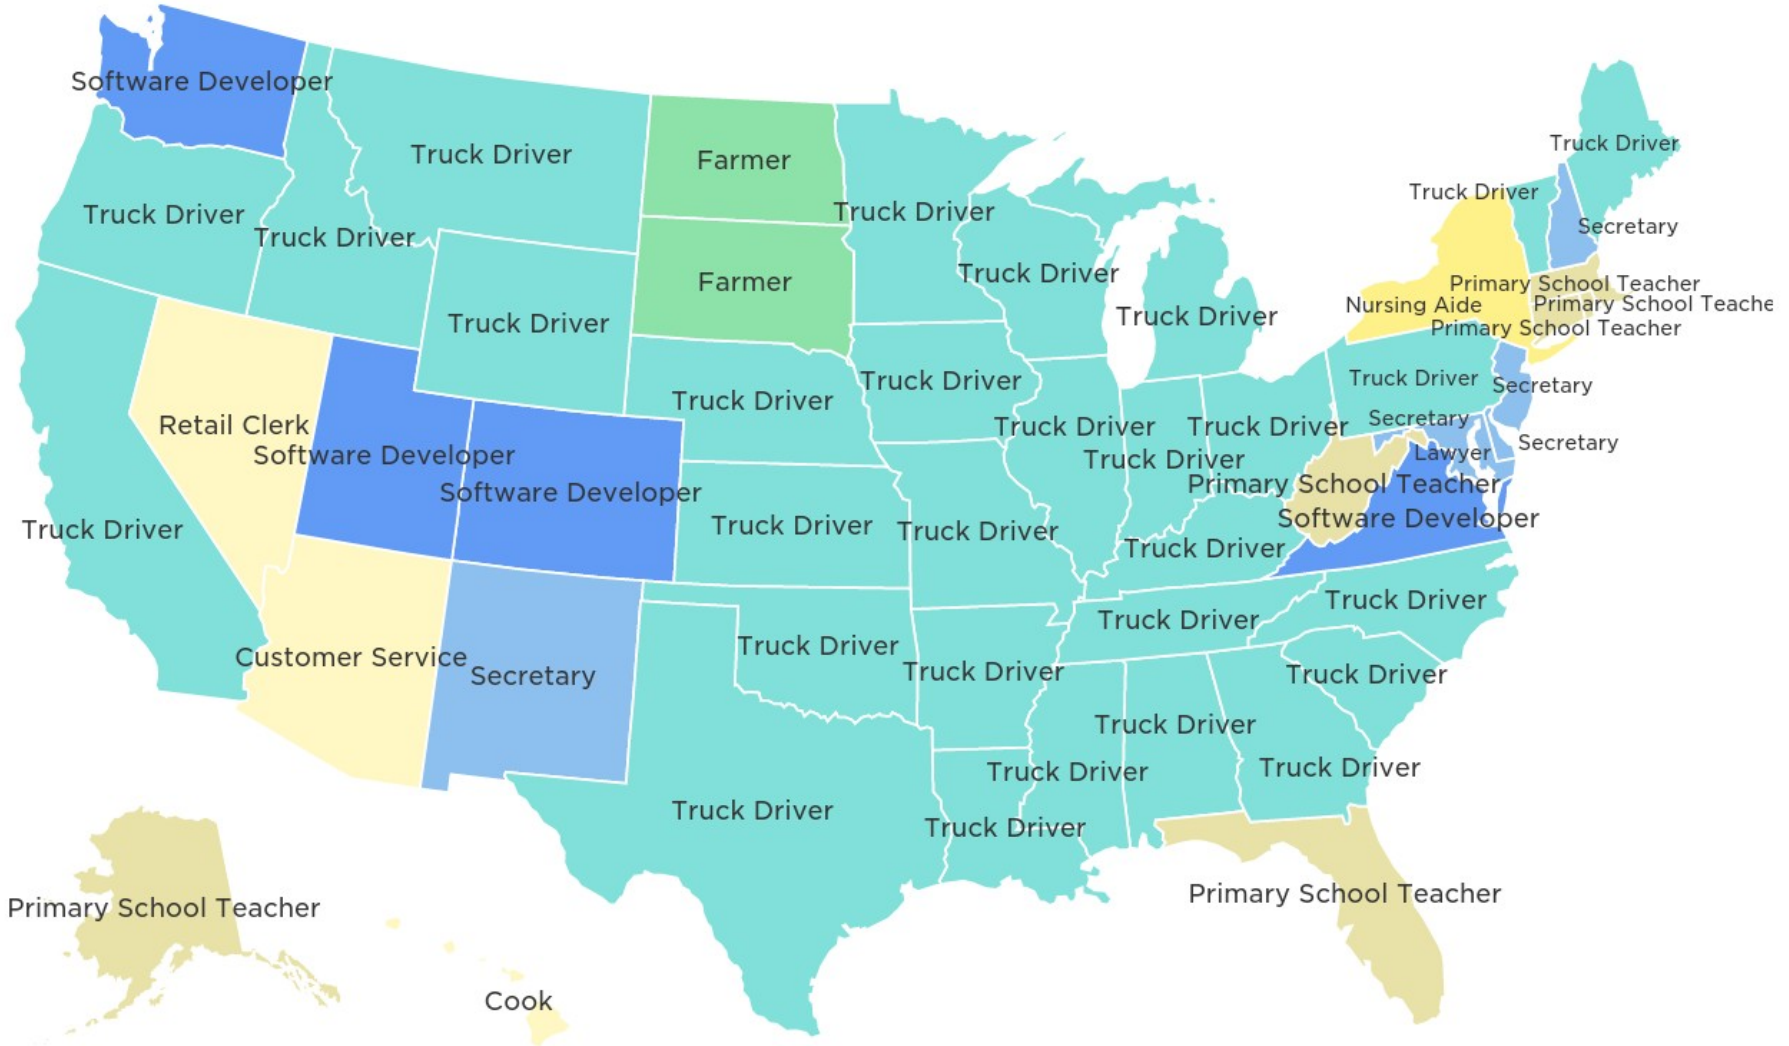 Software Developer
Truck Driver
Truck Driver
Farmer
Truck Driver
Truck Driver
Truck Driver
Secretary
Truck Driver
Truck Driver
Farmer
Truck Driver
Primary School Teacher
Nursing Aide
Primary School Teache
Truck Driver
Truck Driver
Primary School Teacher
Truck Driver
Truck Driver
Secretary
Truck Driver
Retail Clerk
Truck Driver
Truck Driver
Secretary
Software Developer
Truck Driver
Lawyer
Secretary
Software Developer
Primary School Teacher
Truck Driver
Truck Driver
Truck Driver
Software Developer
Truck Driver
Truck Driver
Truck Driver
Customer Service
Secretary
Truck Driver
Truck Driver
Truck Driver
Truck Driver
Truck Driver
Truck Driver
Truck Driver
Truck Driver
Primary School Teacher
Primary School Teacher
Cook